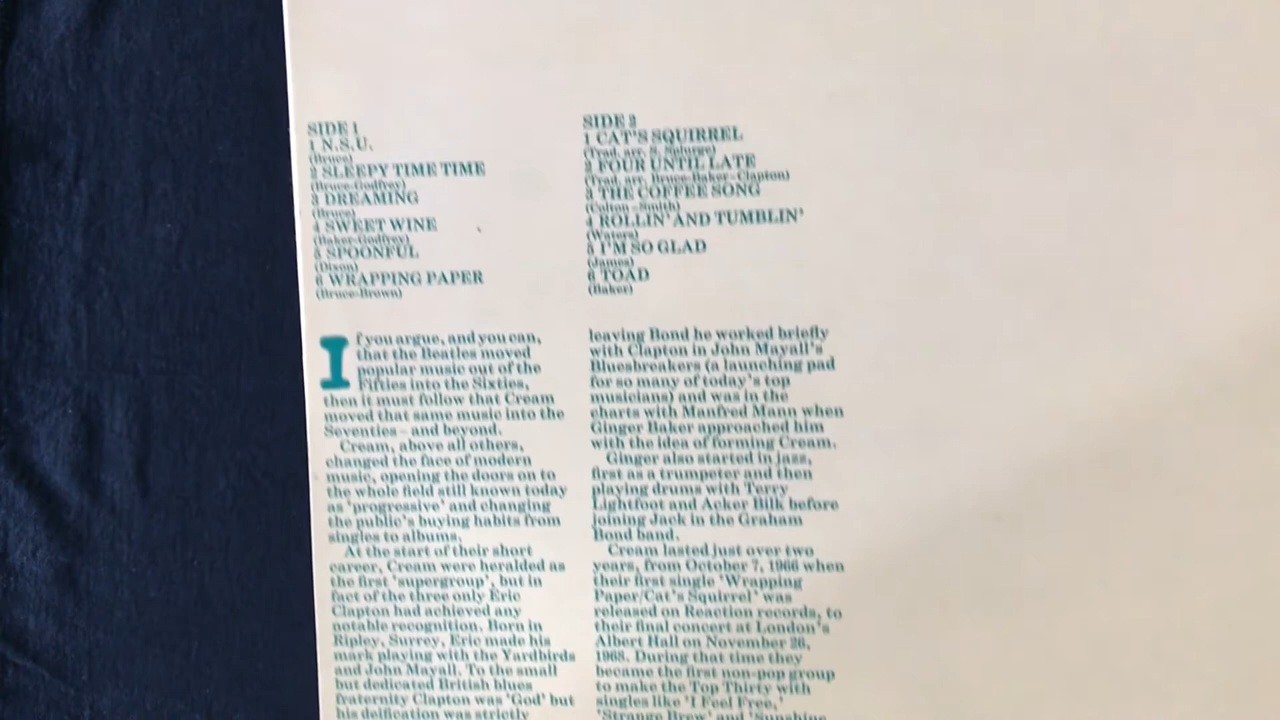 SIDE 1
1 N.S.U.
(Bruce)
2 SLEEPY TIME TIME
(Bruce-Godfrey)
3 DREAMING
(Bruce)
4 SWEET WINE
(Baker-Godfrey)
5 SPOONFUL
(Dixon)
6 WRAPPING PAPER
(Bruce-Brown)
SIDE 2
1 CAT'S SQUIRREL
(Trad. arr. S. Splurge)
2 FOUR UNTIL LATE
(Trad. arr. Bruce-Baker-Clapton)
3 THE COFFEE SONG
(Colton-Smith)
4 ROLLIN' AND TUMBLIN'
(Waters)
5 I'M SO GLAD
(James)
6 TOAD
(Baker)
If you argue, and you can,
that the Beatles moved
popular music out of the
Fifties into the Sixties,
then it must follow that Cream
moved that same music into the
Seventies – and beyond.
Cream, above all others,
changed the face of modern
music, opening the doors on to
the whole field still known today
as 'progressive' and changing
the public's buying habits from
singles to albums.
At the start of their short
career, Cream were heralded as
the first 'supergroup', but in
fact of the three only Eric
Clapton had achieved any
notable recognition. Born in
Ripley, Surrey, Eric made his
mark playing with the Yardbirds
and John Mayall. To the small
but dedicated British blues
fraternity Clapton was 'God' but
his deification was strictly
leaving Bond he worked briefly
with Clapton in John Mayall's
Bluesbreakers (a launching pad
for so many of today's top
musicians) and was in the
charts with Manfred Mann when
Ginger Baker approached him
with the idea of forming Cream.
Ginger also started in jazz,
first as a trumpeter and then
playing drums with Terry
Lightfoot and Acker Bilk before
joining Jack in the Graham
Bond band.
Cream lasted just over two
years, from October 7, 1966 when
their first single 'Wrapping
Paper/Cat's Squirrel' was
released on Reaction records, to
their final concert at London's
Albert Hall on November 26,
1968. During that time they
became the first non-pop group
to make the Top Thirty with
singles like 'I Feel Free,'
'Strange Brew' and 'Sunshine